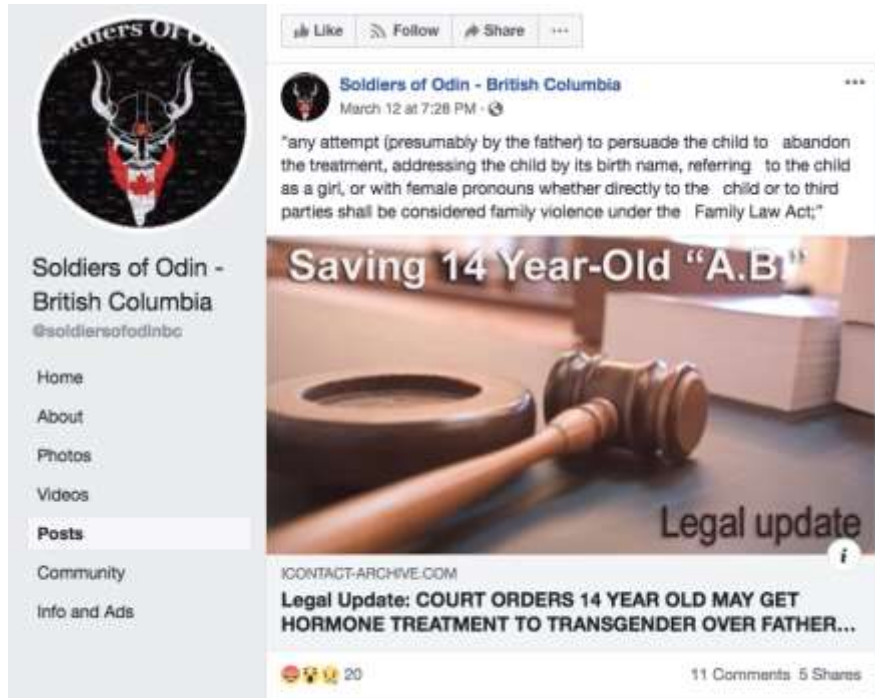 Soldiers Of Od
Like Follow Share ...
Soldiers of Odin - British Columbia
March 12 at 7:28 PM ·
"any attempt (presumably by the father) to persuade the child to abandon
the treatment, addressing the child by its birth name, referring to the child
as a girl, or with female pronouns whether directly to the child or to third
parties shall be considered family violence under the Family Law Act;"
Saving 14 Year-Old "A.B."
Legal update
i
ICONTACT-ARCHIVE.COM
Legal Update: COURT ORDERS 14 YEAR OLD MAY GET
HORMONE TREATMENT TO TRANSGENDER OVER FATHER...
20
11 Comments 5 Shares
Soldiers of Odin -
British Columbia
@soldiersofodinbc
Home
About
Photos
Videos
Posts
Community
Info and Ads